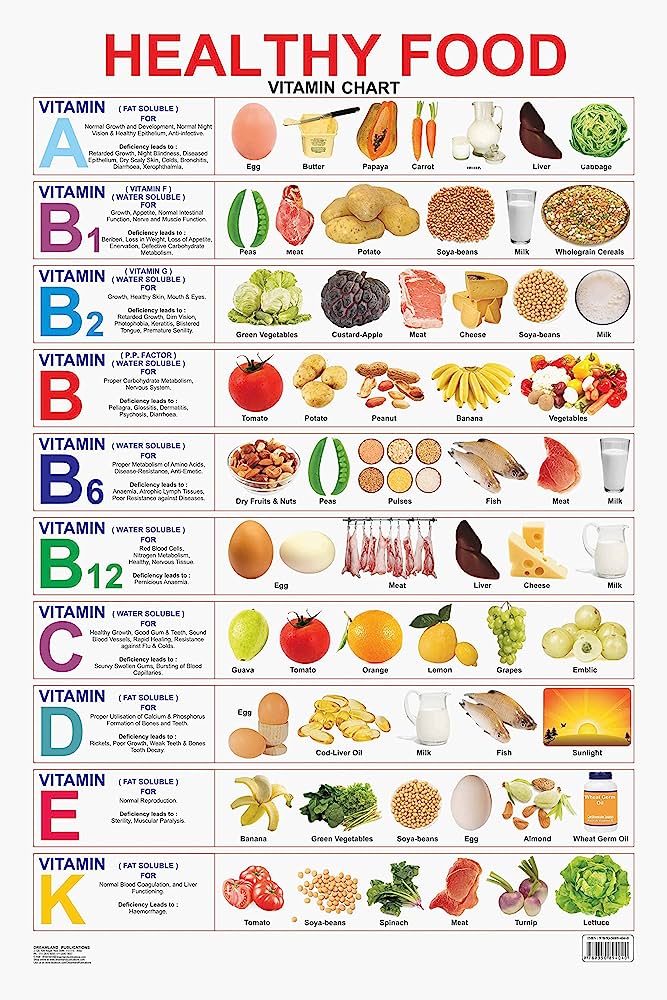 HEALTHY FOOD
VITAMIN CHART
VITAMIN A
( FAT SOLUBLE )
FOR
Normal Growth and Development, Normal Night
Vision & Healthy Epithelium, Anti-infective.
Deficiency leads to :
Retarded Growth, Night Blindness, Diseased
Epithelium, Dry Scaly Skin, Colds, Bronchitis,
Diarrhoea, Xerophthalmia.
Egg Butter Papaya Carrot Liver Cabbage
VITAMIN B1
( VITAMIN F )
( WATER SOLUBLE )
FOR
Growth, Appetite, Normal Intestinal
Function, Nerve and Muscle Function.
Deficiency leads to :
Beriberi, Loss in Weight, Loss of Appetite,
Enervation, Defective Carbohydrate
Metabolism.
Peas Meat Potato Soya-beans Milk Wholegrain Cereals
VITAMIN B2
( VITAMIN G )
( WATER SOLUBLE )
FOR
Growth, Healthy Skin, Mouth & Eyes.
Deficiency leads to :
Retarded Growth, Dim Vision,
Photophobia, Keratitis, Blistered
Tongue, Premature Senility.
Green Vegetables Custard-Apple Meat Cheese Soya-beans Milk
VITAMIN B
( P.P. FACTOR )
( WATER SOLUBLE )
FOR
Proper Carbohydrate Metabolism,
Nervous System.
Deficiency leads to :
Pellagra, Glossitis, Dermatitis,
Psychosis, Diarrhoea.
Tomato Potato Peanut Banana Vegetables
VITAMIN B6
( WATER SOLUBLE )
FOR
Proper Metabolism of Amino Acids,
Disease-Resistance, Anti-Emetic.
Deficiency leads to :
Anaemia, Atrophic Lymph Tissues,
Poor Resistance against Diseases.
Dry Fruits & Nuts Peas Pulses Fish Meat Milk
VITAMIN B12
( WATER SOLUBLE )
FOR
Red Blood Cells,
Nitrogen Metabolism,
Healthy, Nervous Tissue.
Deficiency leads to :
Pernicious Anaemia.
Egg Meat Liver Cheese Milk
VITAMIN C
( WATER SOLUBLE )
FOR
Healthy Growth, Good Gum & Teeth, Sound
Blood Vessels, Rapid Healing, Resistance
against Flu & Colds.
Deficiency leads to :
Scurvy Swollen Gums, Bursting of Blood
Capillaries.
Guava Tomato Orange Lemon Grapes Emblic
VITAMIN D
( FAT SOLUBLE )
FOR
Proper Utilisation of Calcium & Phosphorus
Formation of Bones and Teeth.
Deficiency leads to :
Rickets, Poor Growth, Weak Teeth & Bones
Tooth Decay.
Egg Cod-Liver Oil Milk Fish Sunlight
VITAMIN E
( FAT SOLUBLE )
FOR
Normal Reproduction.
Deficiency leads to :
Sterility, Muscular Paralysis.
Wheat Germ
Oil
Banana Green Vegetables Soya-beans Egg Almond Wheat Germ Oil
VITAMIN K
( FAT SOLUBLE )
FOR
Normal Blood Coagulation, and Liver
Functioning.
Deficiency Leads to :
Haemorrhage.
Tomato Soya-beans Spinach Meat Turnip Lettuce
DREAMLAND PUBLICATIONS